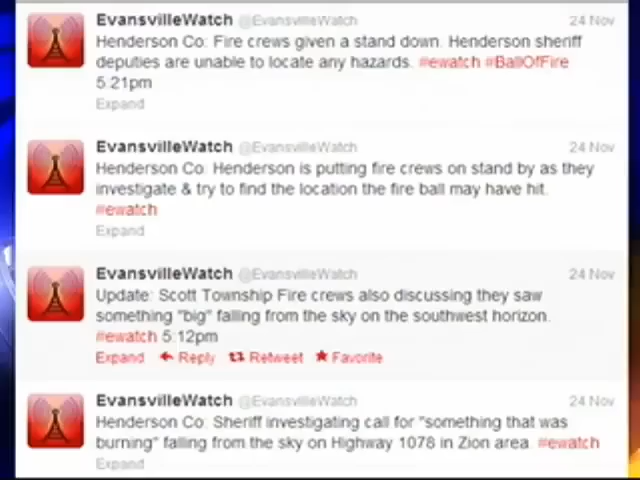 EvansvilleWatch @EvansvilleWatch 24 Nov
Henderson Co: Fire crews given a stand down. Henderson sheriff
deputies are unable to locate any hazards. #ewatch #BallOfFire
5:21pm
Expand
EvansvilleWatch @EvansvilleWatch 24 Nov
Henderson Co: Henderson is putting fire crews on stand by as they
investigate & try to find the location the fire ball may have hit.
#ewatch
Expand
EvansvilleWatch @EvansvilleWatch 24 Nov
Update: Scott Township Fire crews also discussing they saw
something "big" falling from the sky on the southwest horizon.
#ewatch 5:12pm
Expand Reply Retweet Favorite
EvansvilleWatch @EvansvilleWatch 24 Nov
Henderson Co: Sheriff investigating call for "something that was
burning" falling from the sky on Highway 1078 in Zion area. #ewatch
Expand